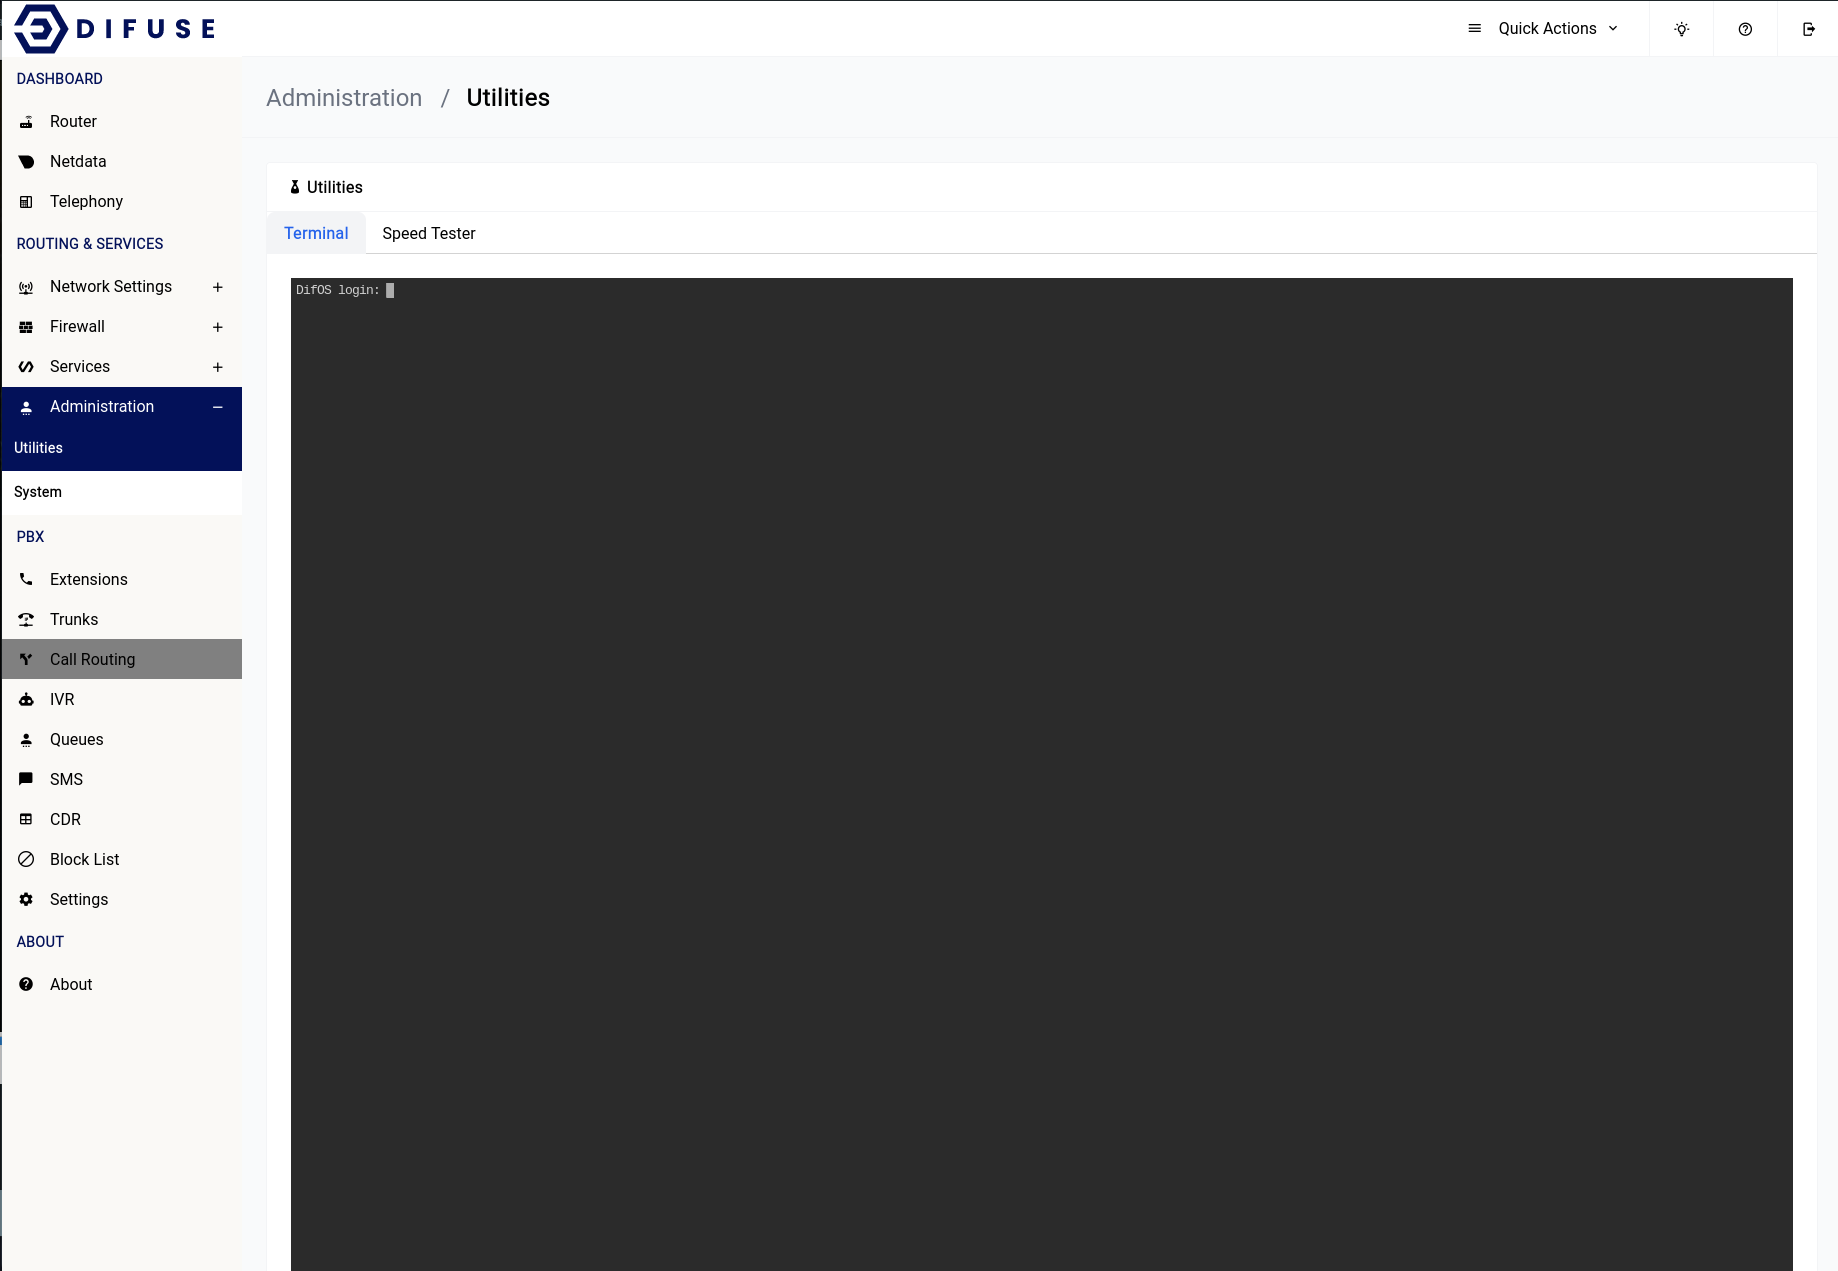 DIFUSE
Quick Actions
DASHBOARD
Router
Netdata
Telephony
ROUTING & SERVICES
Network Settings +
Firewall +
Services +
Administration −
Utilities
System
PBX
Extensions
Trunks
Call Routing
IVR
Queues
SMS
CDR
Block List
Settings
ABOUT
About
Administration / Utilities
Utilities
Terminal Speed Tester
DifOS login: